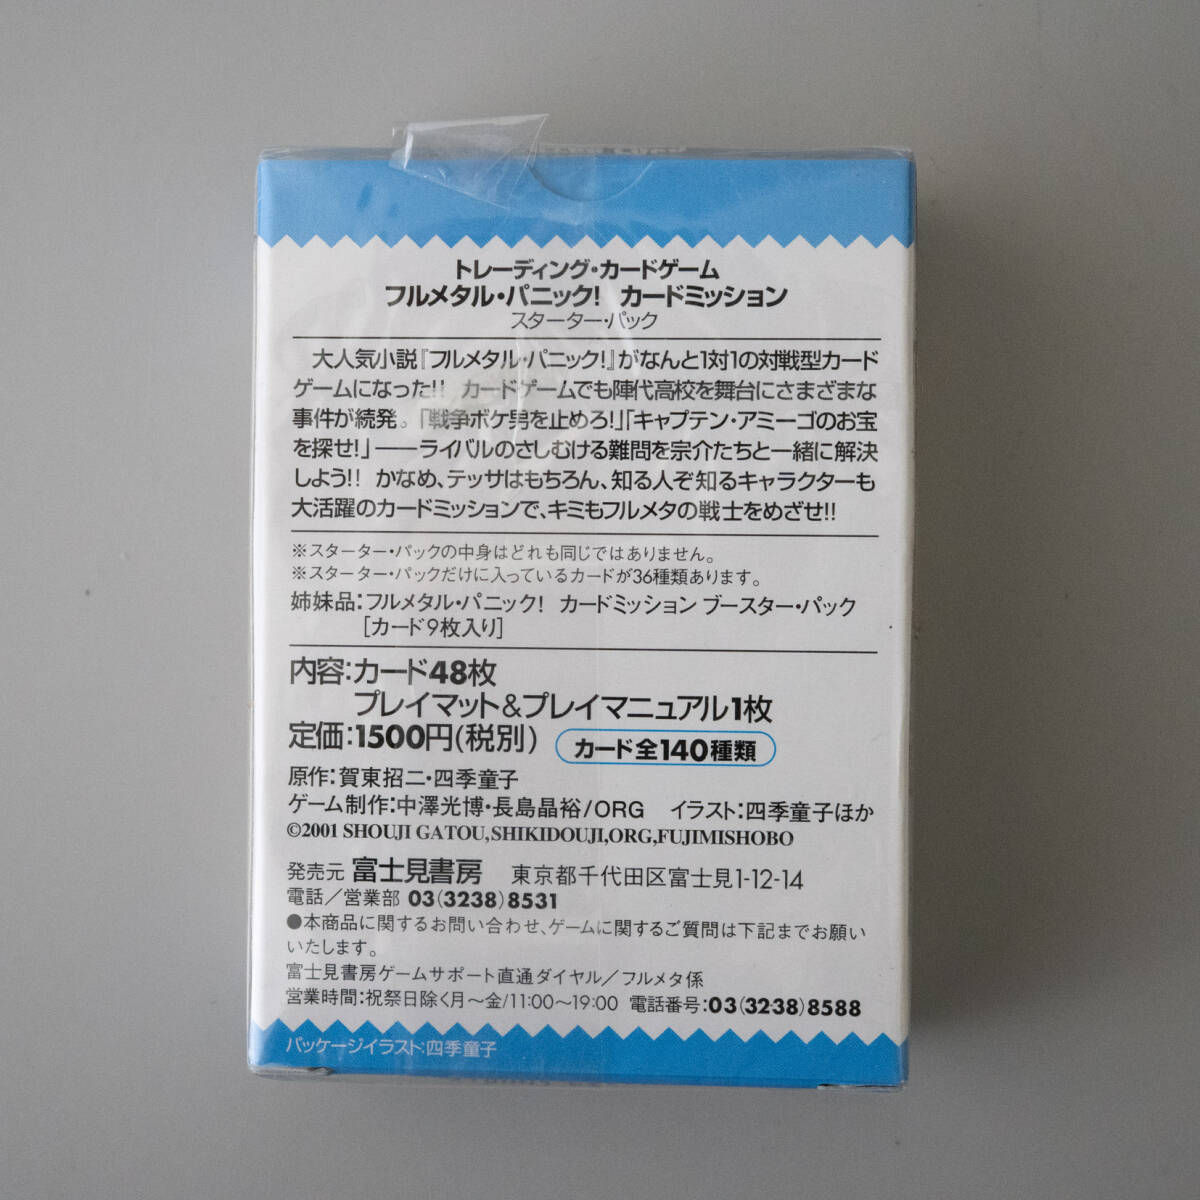 トレーディング・カードゲーム
フルメタル・パニック! カードミッション
スターター・パック
大人気小説『フルメタル・パニック!』がなんと1対1の対戦型カード
ゲームになった!! カードゲームでも陣代高校を舞台にさまざまな
事件が続発。「戦争ボケ男を止めろ!」「キャプテン・アミーゴのお宝
を探せ!」――ライバルのさしむける難問を宗介たちと一緒に解決
しよう!! かなめ、テッサはもちろん、知る人ぞ知るキャラクターも
大活躍のカードミッションで、キミもフルメタの戦士をめざせ!!
※スターター・パックの中身はどれも同じではありません。
※スターター・パックだけに入っているカードが36種類あります。
姉妹品:フルメタル・パニック! カードミッション ブースター・パック
[カード9枚入り]
内容:カード48枚
プレイマット&プレイマニュアル1枚
定価:1500円(税別) カード全140種類
原作:賀東招二・四季童子
ゲーム制作:中澤光博・長島晶裕/ORG イラスト:四季童子ほか
©2001 SHOUJI GATOU,SHIKIDOUJI,ORG,FUJIMISHOBO
発売元 富士見書房 東京都千代田区富士見1-12-14
電話/営業部 03(3238)8531
●本商品に関するお問い合わせ、ゲームに関するご質問は下記までお願い
いたします。
富士見書房ゲームサポート直通ダイヤル/フルメタ係
営業時間:祝祭日除く月〜金/11:00〜19:00 電話番号:03(3238)8588
パッケージイラスト:四季童子